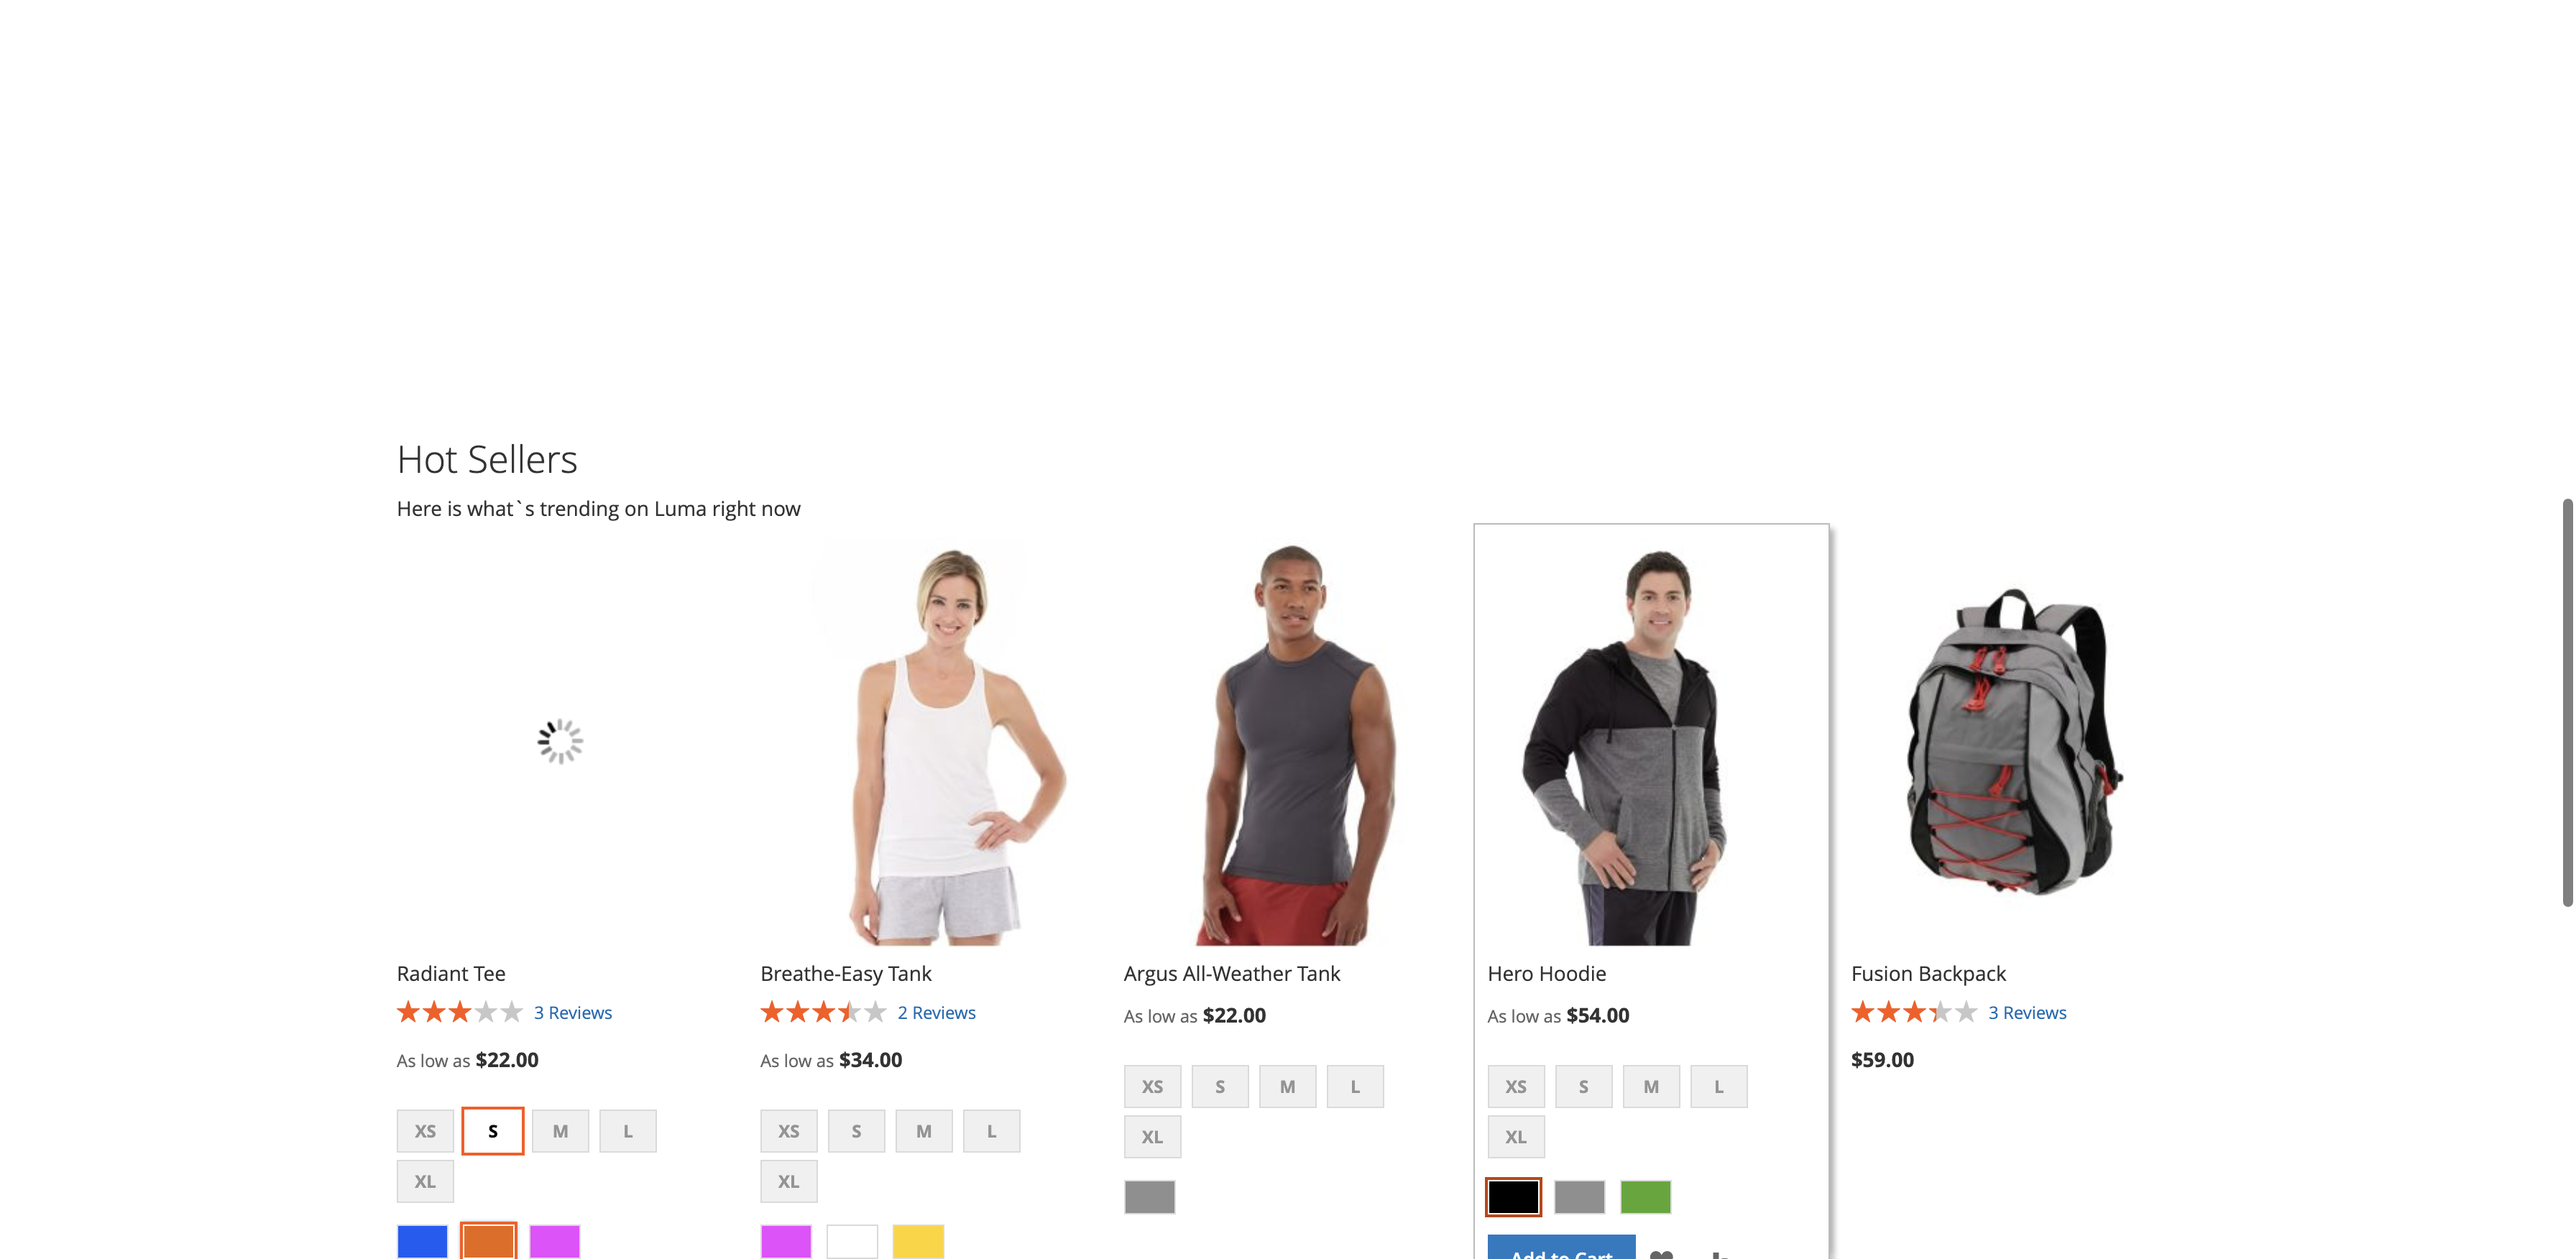 Hot Sellers
Here is what`s trending on Luma right now
Radiant Tee
3 Reviews
As low as $22.00
XS S M L
XL
Breathe-Easy Tank
2 Reviews
As low as $34.00
XS S M L
XL
Argus All-Weather Tank
As low as $22.00
XS S M L
XL
Hero Hoodie
As low as $54.00
XS S M L
XL
Add to Cart
Fusion Backpack
3 Reviews
$59.00